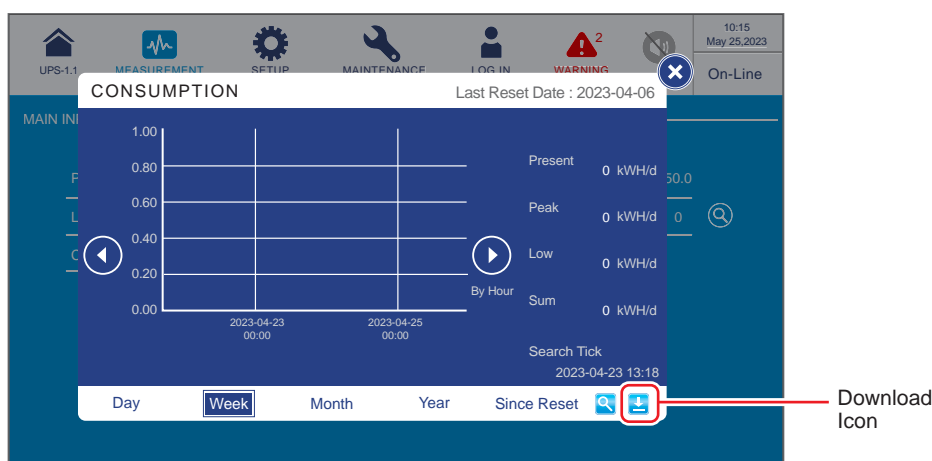 10:15
May 25,2023
2
UPS-1.1
MEASUREMENT
SETUP
MAINTENANCE
LOG IN
WARNING
On-Line
CONSUMPTION
Last Reset Date : 2023-04-06
MAIN IN
1.00
0.80
0.60
0.40
0.20
0.00
2023-04-23
00:00
2023-04-25
00:00
By Hour
Present
0 kWH/d
Peak
0 kWH/d
Low
0 kWH/d
Sum
0 kWH/d
Search Tick
2023-04-23 13:18
P
L
C
50.0
0
Day
Week
Month
Year
Since Reset
Download
Icon